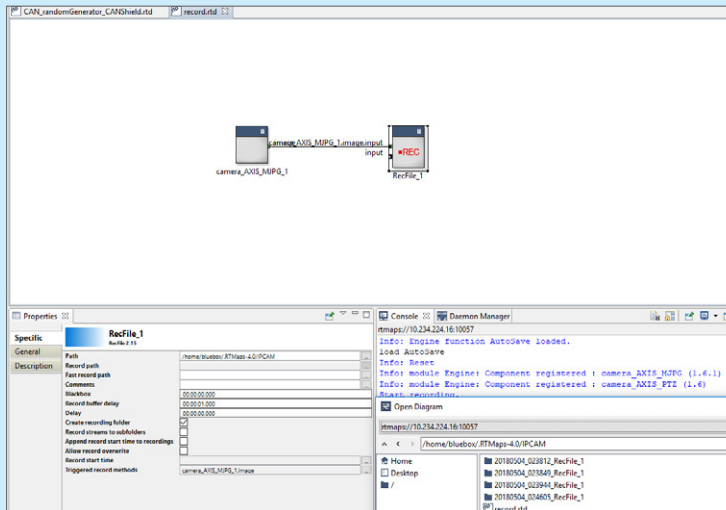 CAN_randomGenerator_CANShield.rtd
record.rtd
camera_AXIS_MJPG_1.image.input
input
REC
camera_AXIS_MJPG_1
RecFile_1
Properties
Specific
General
Description
RecFile_1
RecFile 2.15
Path /home/bluebox/.RTMaps-4.0/IPCAM
Record path
Fast record path
Comments
Blackbox 00:00:00.000
Record buffer delay 00:00:01.000
Delay 00:00:00.000
Create recording folder
Record streams to subfolders
Append record start time to recordings
Allow record overwrite
Record start time
Triggered record methods camera_AXIS_MJPG_1.image
Console
Daemon Manager
rtmaps://10.234.224.16:10057
Info: Engine function AutoSave loaded.
load AutoSave
Info: Reset
Info: module Engine: Component registered : camera_AXIS_MJPG (1.6.1)
Info: module Engine: Component registered : camera_AXIS_PTZ (1.6)
Start recording.
Open Diagram
rtmaps://10.234.224.16:10057
/home/bluebox/.RTMaps-4.0/IPCAM
Home
Desktop
/
20180504_023812_RecFile_1
20180504_023849_RecFile_1
20180504_023944_RecFile_1
20180504_024605_RecFile_1
record.rtd